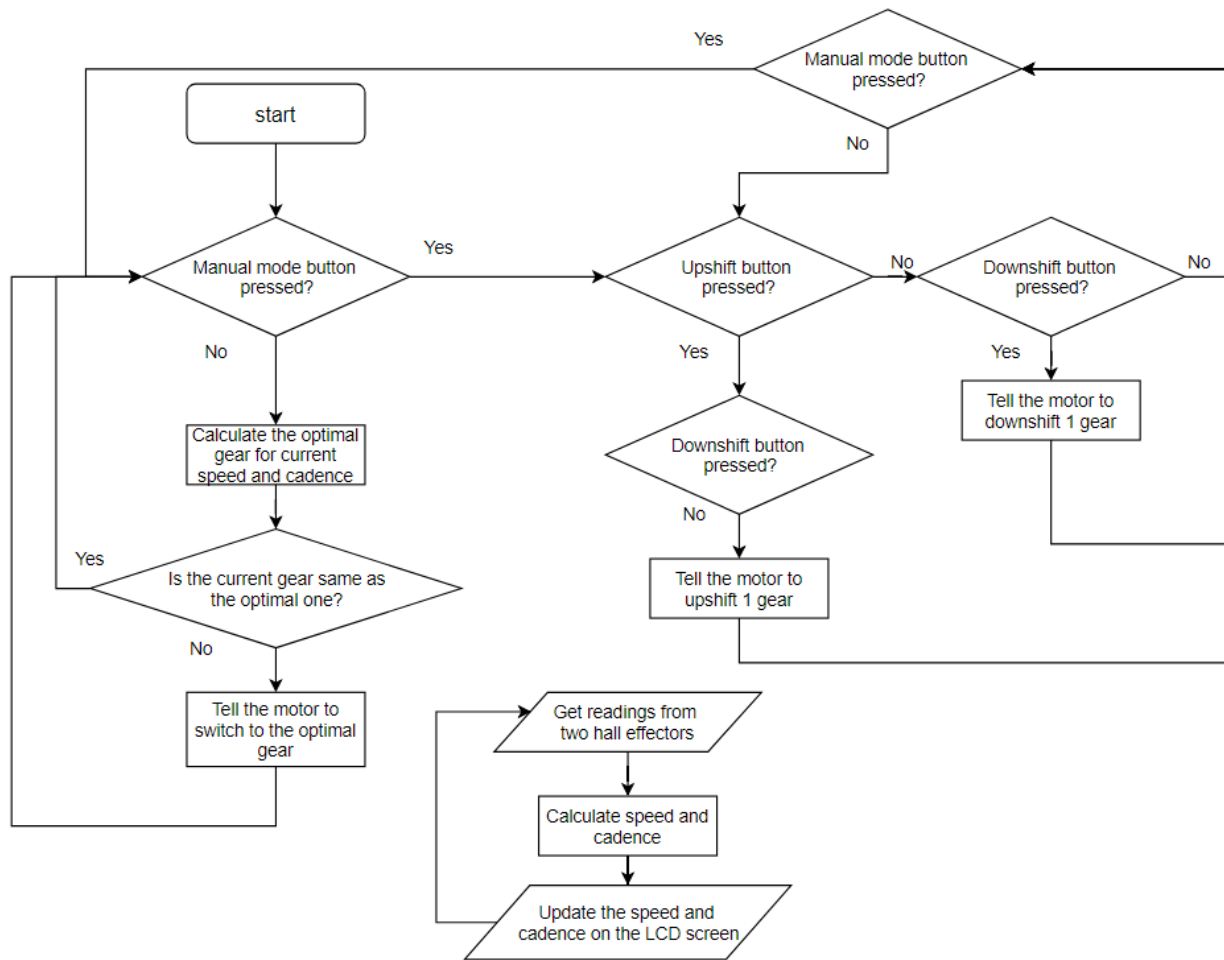 Yes
Manual mode button
pressed?
start
No
Yes
Manual mode button
pressed?
Upshift button
pressed?
No
Downshift button
pressed?
No
No
Yes
Yes
Calculate the optimal
gear for current
speed and cadence
Downshift button
pressed?
Tell the motor to
downshift 1 gear
No
Yes
Is the current gear same as
the optimal one?
Tell the motor to
upshift 1 gear
No
Tell the motor to
switch to the optimal
gear
Get readings from
two hall effectors
Calculate speed and
cadence
Update the speed and
cadence on the LCD screen